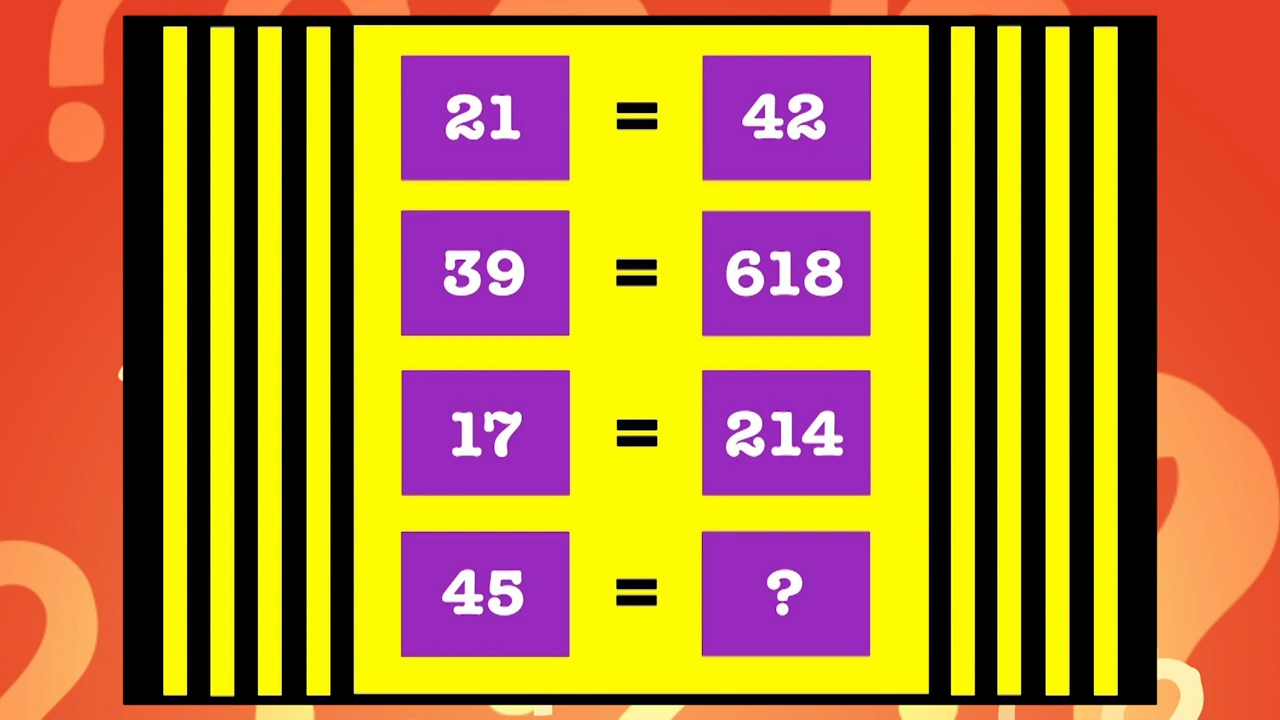 21 = 42
39 = 618
17 = 214
45 = ?